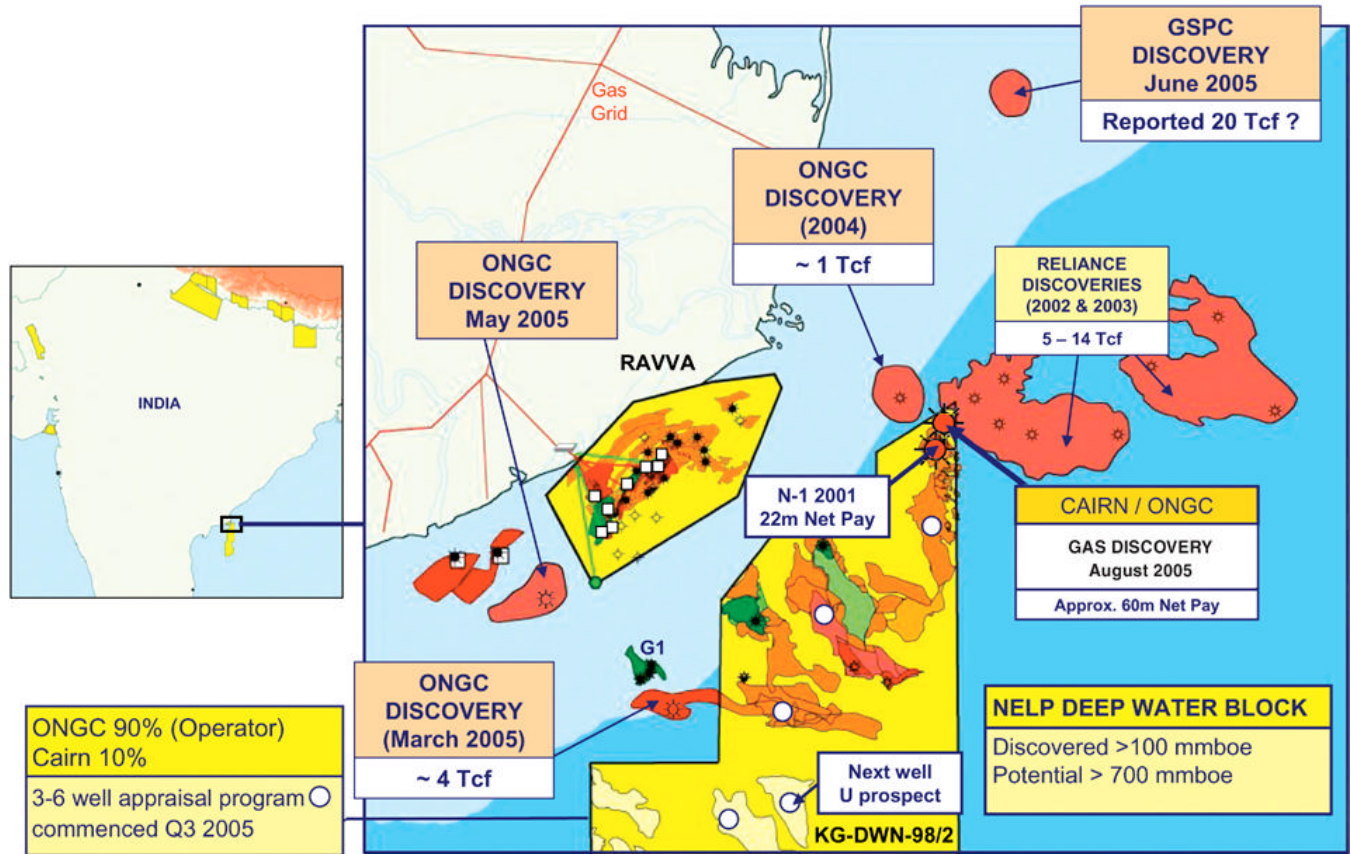 GSPC
DISCOVERY
June 2005
Reported 20 Tcf ?
Gas
Grid
ONGC
DISCOVERY
(2004)
~ 1 Tcf
ONGC
DISCOVERY
May 2005
RELIANCE
DISCOVERIES
(2002 & 2003)
5 – 14 Tcf
RAVVA
INDIA
N-1 2001
22m Net Pay
CAIRN / ONGC
GAS DISCOVERY
August 2005
Approx. 60m Net Pay
G1
ONGC
DISCOVERY
(March 2005)
~ 4 Tcf
ONGC 90% (Operator)
Cairn 10%
3-6 well appraisal program
commenced Q3 2005
NELP DEEP WATER BLOCK
Discovered >100 mmboe
Potential > 700 mmboe
Next well
U prospect
KG-DWN-98/2